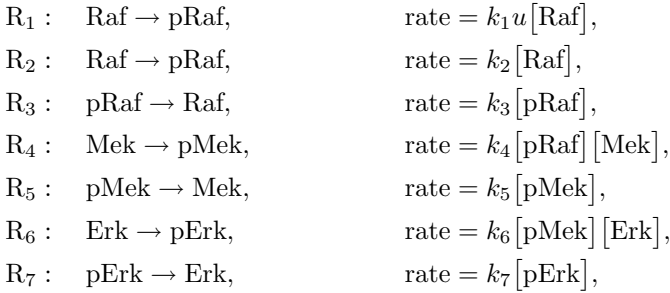 R₁ : Raf → pRaf, rate = k₁u[Raf],
R₂ : Raf → pRaf, rate = k₂[Raf],
R₃ : pRaf → Raf, rate = k₃[pRaf],
R₄ : Mek → pMek, rate = k₄[pRaf][Mek],
R₅ : pMek → Mek, rate = k₅[pMek],
R₆ : Erk → pErk, rate = k₆[pMek][Erk],
R₇ : pErk → Erk, rate = k₇[pErk],